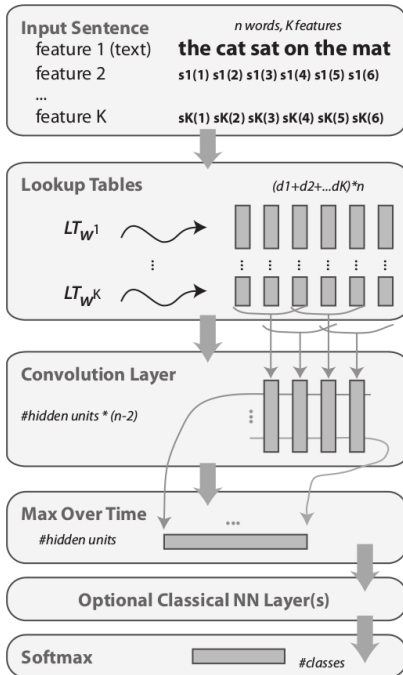 Input Sentence
n words, K features
feature 1 (text) the cat sat on the mat
feature 2 s1(1) s1(2) s1(3) s1(4) s1(5) s1(6)
...
feature K sK(1) sK(2) sK(3) sK(4) sK(5) sK(6)
Lookup Tables
(d1+d2+...dK)*n
LTw1
...
LTwK
Convolution Layer
#hidden units * (n-2)
Max Over Time
...
#hidden units
Optional Classical NN Layer(s)
Softmax
#classes